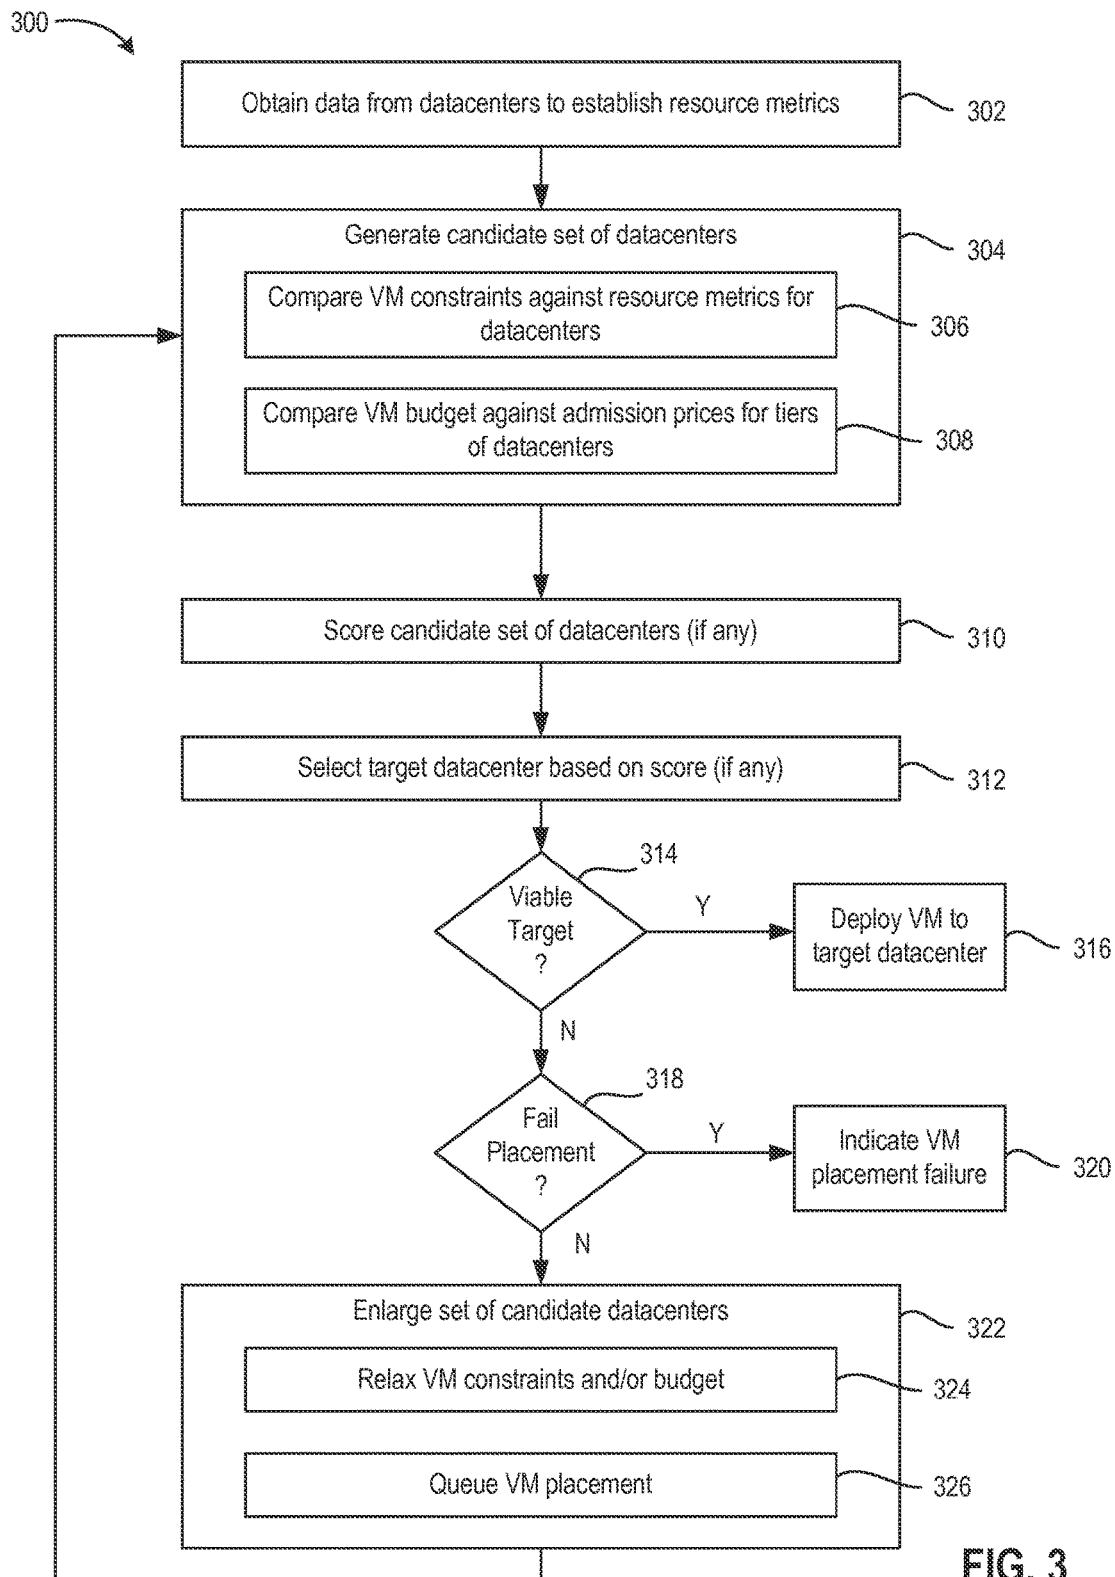 300
Obtain data from datacenters to establish resource metrics
302
Generate candidate set of datacenters
304
Compare VM constraints against resource metrics for
datacenters
306
Compare VM budget against admission prices for tiers
of datacenters
308
Score candidate set of datacenters (if any)
310
Select target datacenter based on score (if any)
312
314
Viable
Target
?
Y
Deploy VM to
target datacenter
316
N
318
Fail
Placement
?
Y
Indicate VM
placement failure
320
N
Enlarge set of candidate datacenters
322
Relax VM constraints and/or budget
324
Queue VM placement
326
FIG. 3